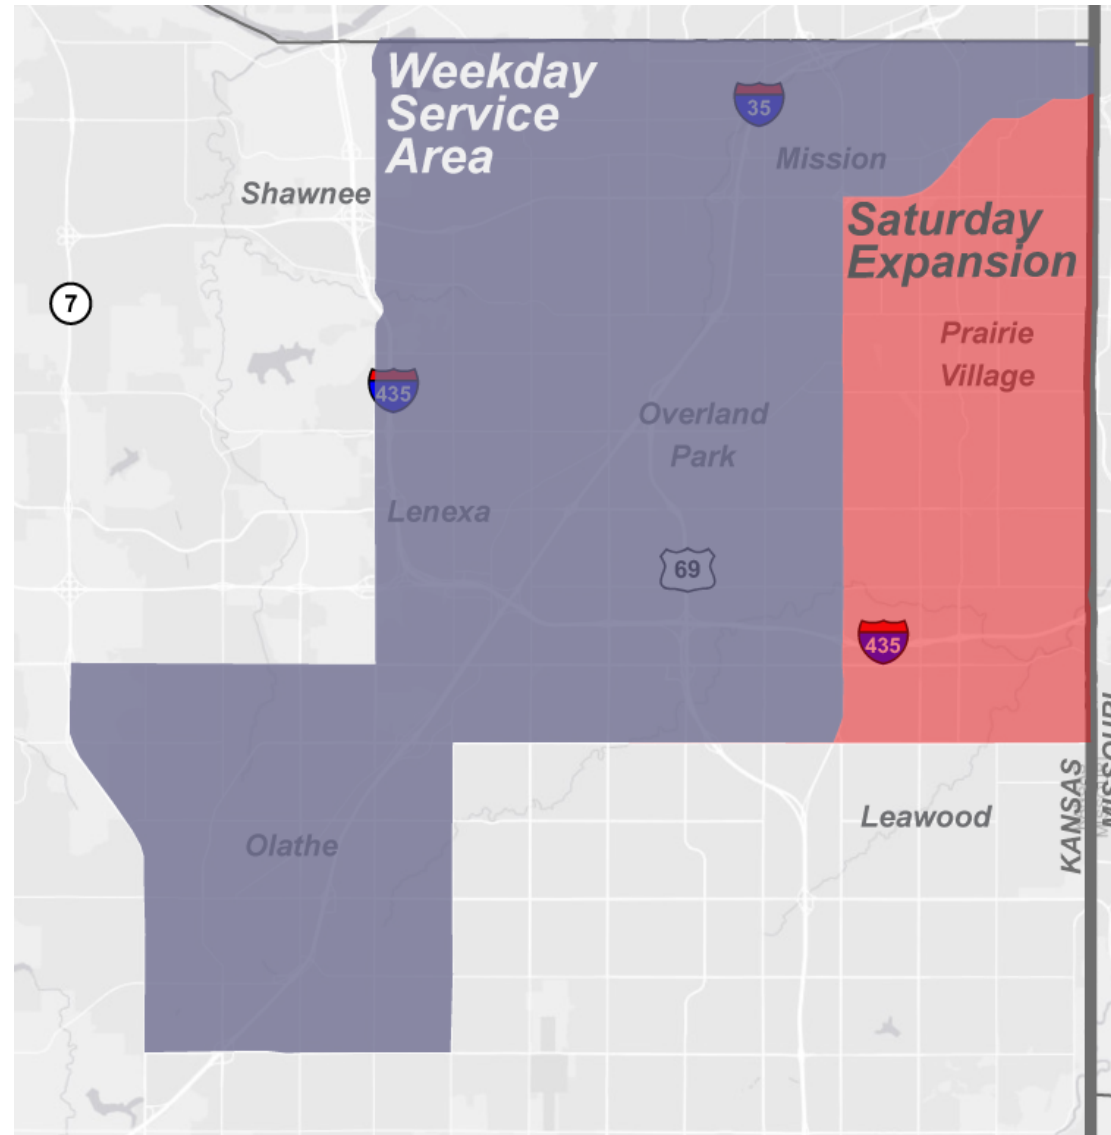 Weekday
Service
Area
35
Mission
Shawnee
Saturday
Expansion
7
Prairie
Village
435
Overland
Park
Lenexa
69
435
KANSAS
MISSOURI
Leawood
Olathe